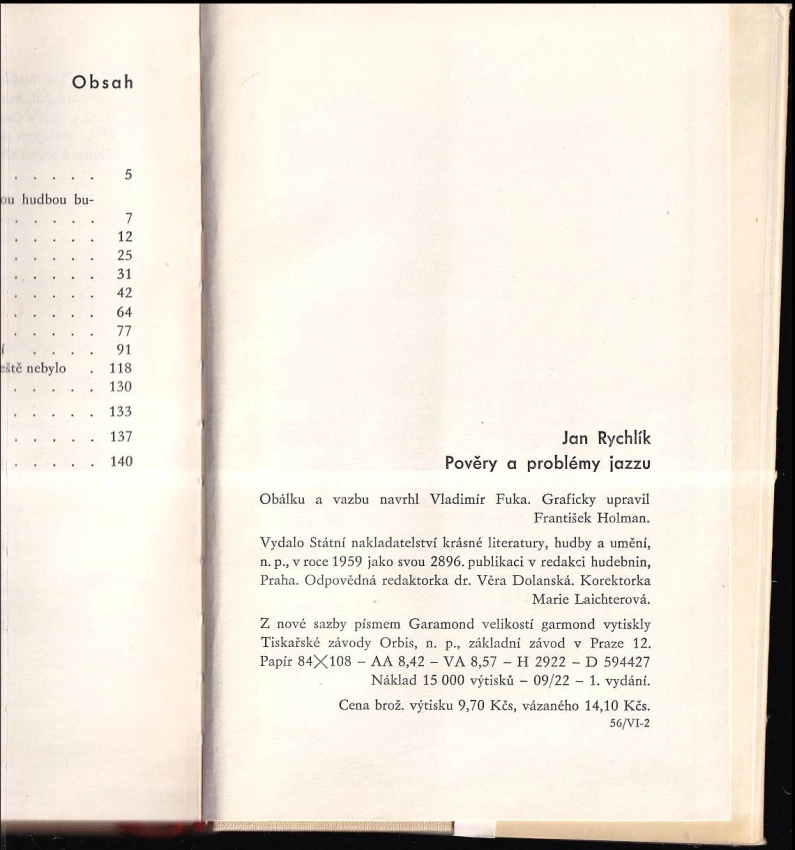 Obsah
. . . . . 5
ou hudbou bu-
. . . . . 7
. . . . . 12
. . . . . 25
. . . . . 31
. . . . . 42
. . . . . 64
. . . . . 77
í . . . . 91
eště nebylo . 118
. . . . . 130
. . . . . 133
. . . . . 137
. . . . . 140
Jan Rychlík
Pověry a problémy jazzu
Obálku a vazbu navrhl Vladimír Fuka. Graficky upravil
František Holman.
Vydalo Státní nakladatelství krásné literatury, hudby a umění,
n. p., v roce 1959 jako svou 2896. publikaci v redakci hudebnin,
Praha. Odpovědná redaktorka dr. Věra Dolanská. Korektorka
Marie Laichterová.
Z nové sazby písmem Garamond velikostí garmond vytiskly
Tiskařské závody Orbis, n. p., základní závod v Praze 12.
Papír 84×108 – AA 8,42 – VA 8,57 – H 2922 – D 594427
Náklad 15 000 výtisků – 09/22 – 1. vydání.
Cena brož. výtisku 9,70 Kčs, vázaného 14,10 Kčs.
56/VI-2